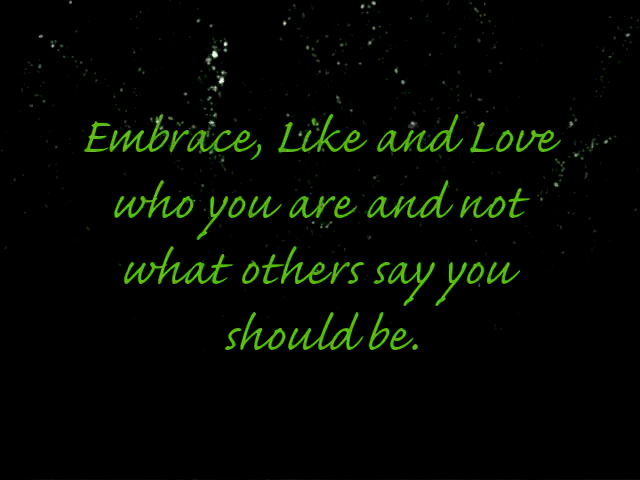 Embrace, Like and Love
who you are and not
what others say you
should be.